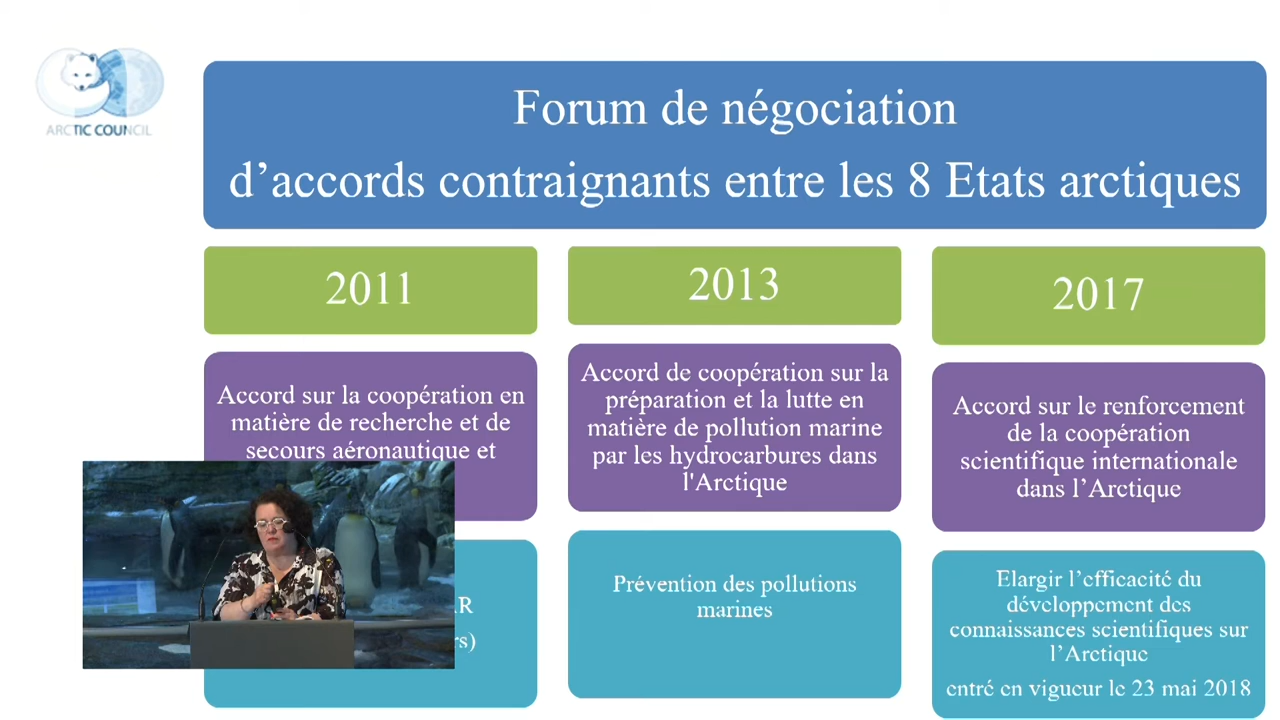 ARCTIC COUNCIL
Forum de négociation
d’accords contraignants entre les 8 Etats arctiques
2011
2013
2017
Accord sur la coopération en
matière de recherche et de
secours aéronautique et
Accord de coopération sur la
préparation et la lutte en
matière de pollution marine
par les hydrocarbures dans
l'Arctique
Accord sur le renforcement
de la coopération
scientifique internationale
dans l’Arctique
Prévention des pollutions
marines
Elargir l’efficacité du
développement des
connaissances scientifiques sur
l’Arctique
entré en vigueur le 23 mai 2018